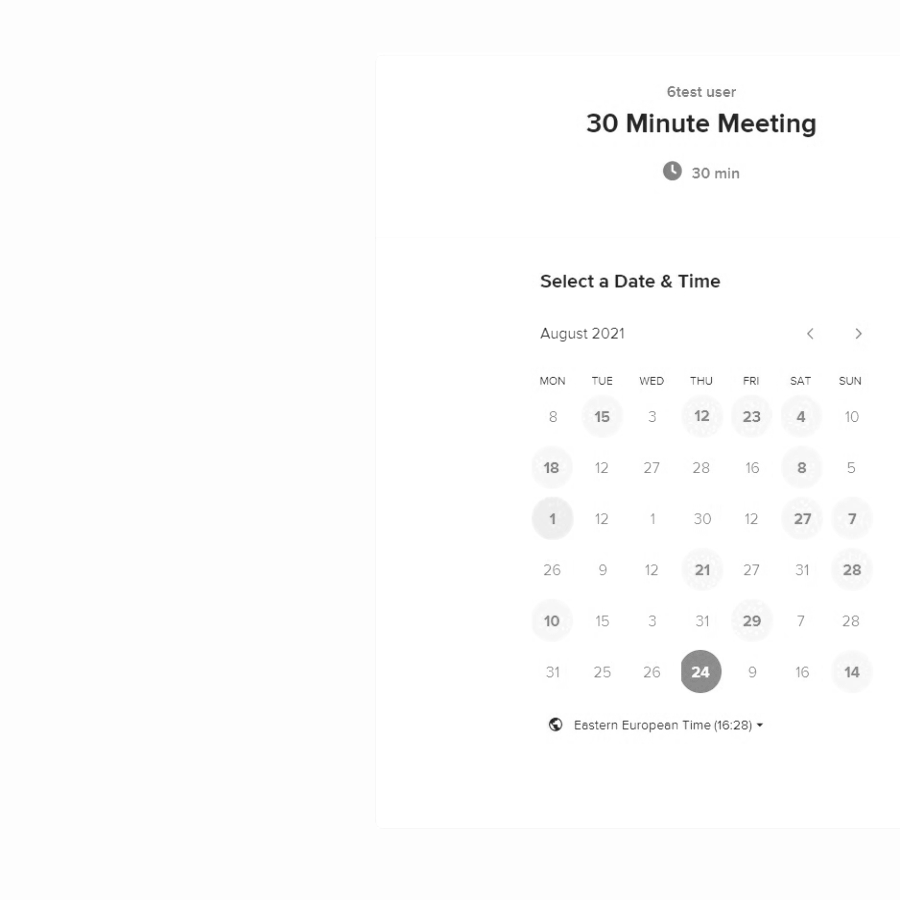 6test user
30 Minute Meeting
30 min
Select a Date & Time
August 2021
MON TUE WED THU FRI SAT SUN
8 15 3 12 23 4 10
18 12 27 28 16 8 5
1 12 1 30 12 27 7
26 9 12 21 27 31 28
10 15 3 31 29 7 28
31 25 26 24 9 16 14
Eastern European Time (16:28)